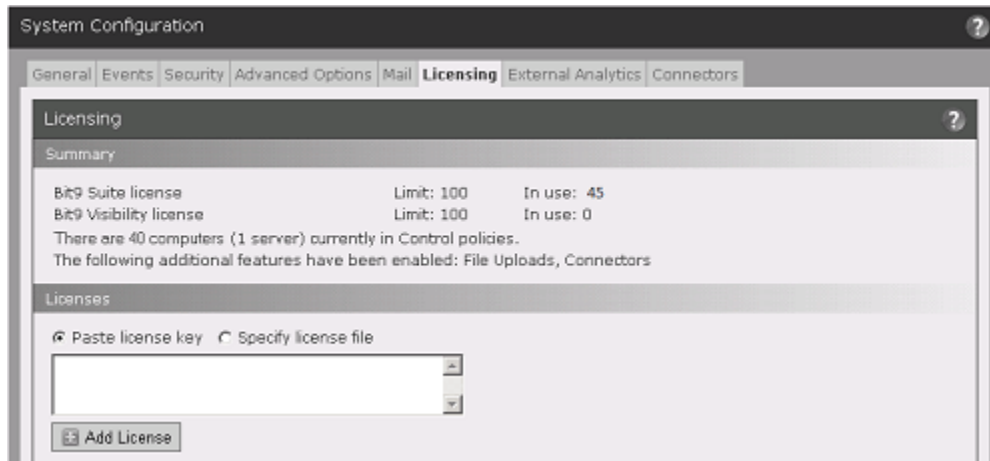 System Configuration ?
General Events Security Advanced Options Mail Licensing External Analytics Connectors
Licensing ?
Summary
Bit9 Suite license Limit: 100 In use: 45
Bit9 Visibility license Limit: 100 In use: 0
There are 40 computers (1 server) currently in Control policies.
The following additional features have been enabled: File Uploads, Connectors
Licenses
Paste license key Specify license file
Add License